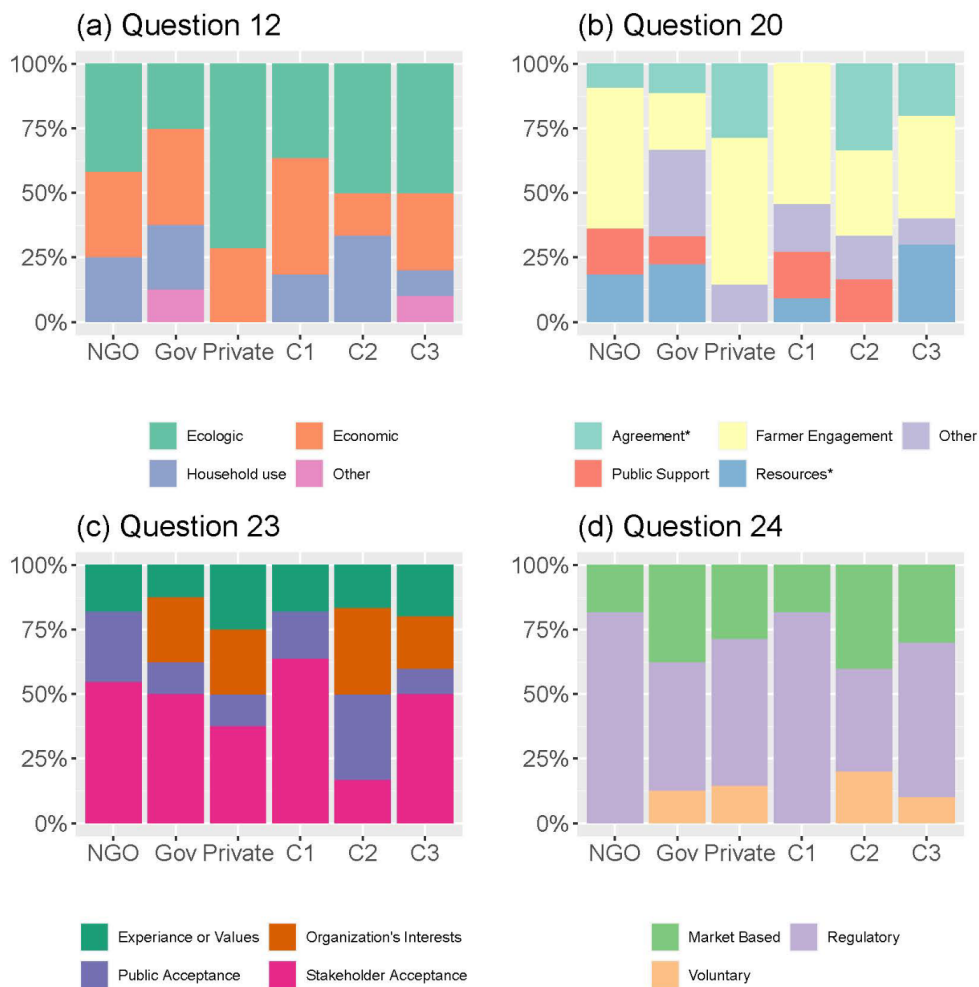 (a) Question 12
100%
75%
50%
25%
0%
NGO Gov Private C1 C2 C3
Ecologic Economic
Household use Other
(b) Question 20
100%
75%
50%
25%
0%
NGO Gov Private C1 C2 C3
Agreement* Farmer Engagement Other
Public Support Resources*
(c) Question 23
100%
75%
50%
25%
0%
NGO Gov Private C1 C2 C3
Experiance or Values Organization's Interests
Public Acceptance Stakeholder Acceptance
(d) Question 24
100%
75%
50%
25%
0%
NGO Gov Private C1 C2 C3
Market Based Regulatory
Voluntary